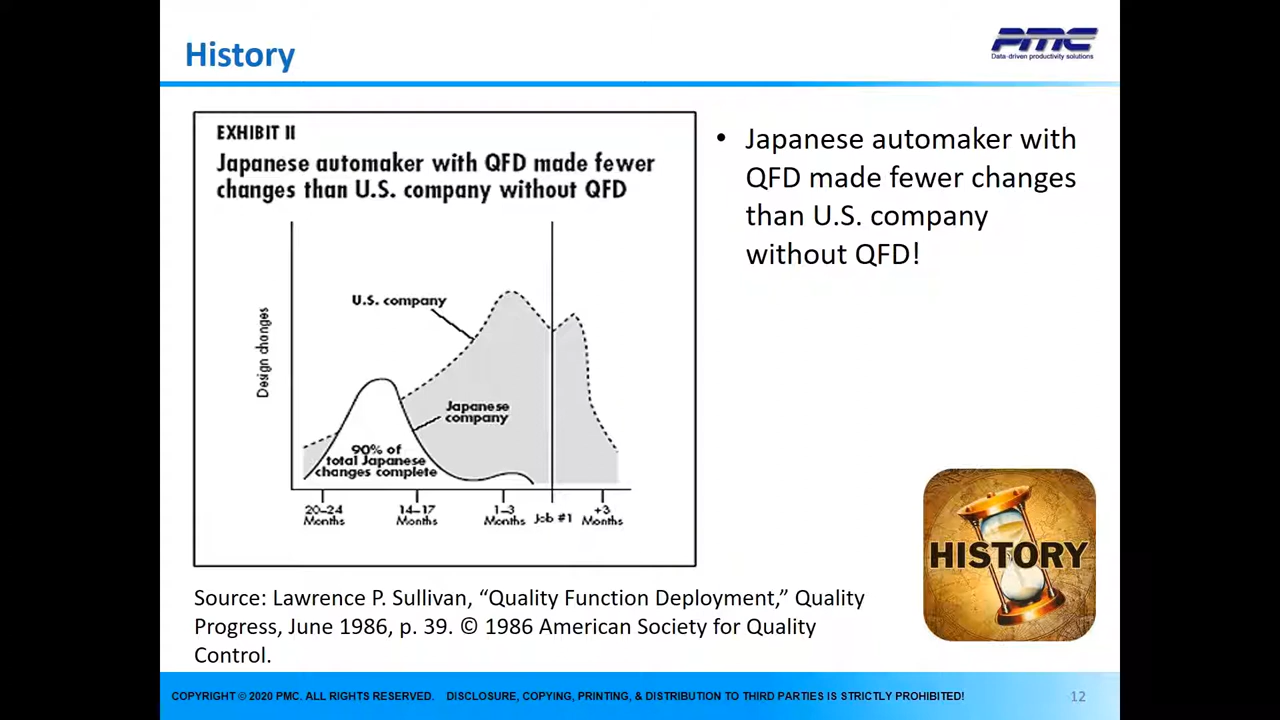 History
PMC
Data-driven productivity solutions
EXHIBIT II
Japanese automaker with QFD made fewer
changes than U.S. company without QFD
Design changes
U.S. company
Japanese
company
90% of
total Japanese
changes complete
20–24
Months
14–17
Months
1–3
Months
Job #1
+3
Months
• Japanese automaker with
QFD made fewer changes
than U.S. company
without QFD!
HISTORY
Source: Lawrence P. Sullivan, “Quality Function Deployment,” Quality
Progress, June 1986, p. 39. © 1986 American Society for Quality
Control.
COPYRIGHT © 2020 PMC. ALL RIGHTS RESERVED. DISCLOSURE, COPYING, PRINTING, & DISTRIBUTION TO THIRD PARTIES IS STRICTLY PROHIBITED!
12